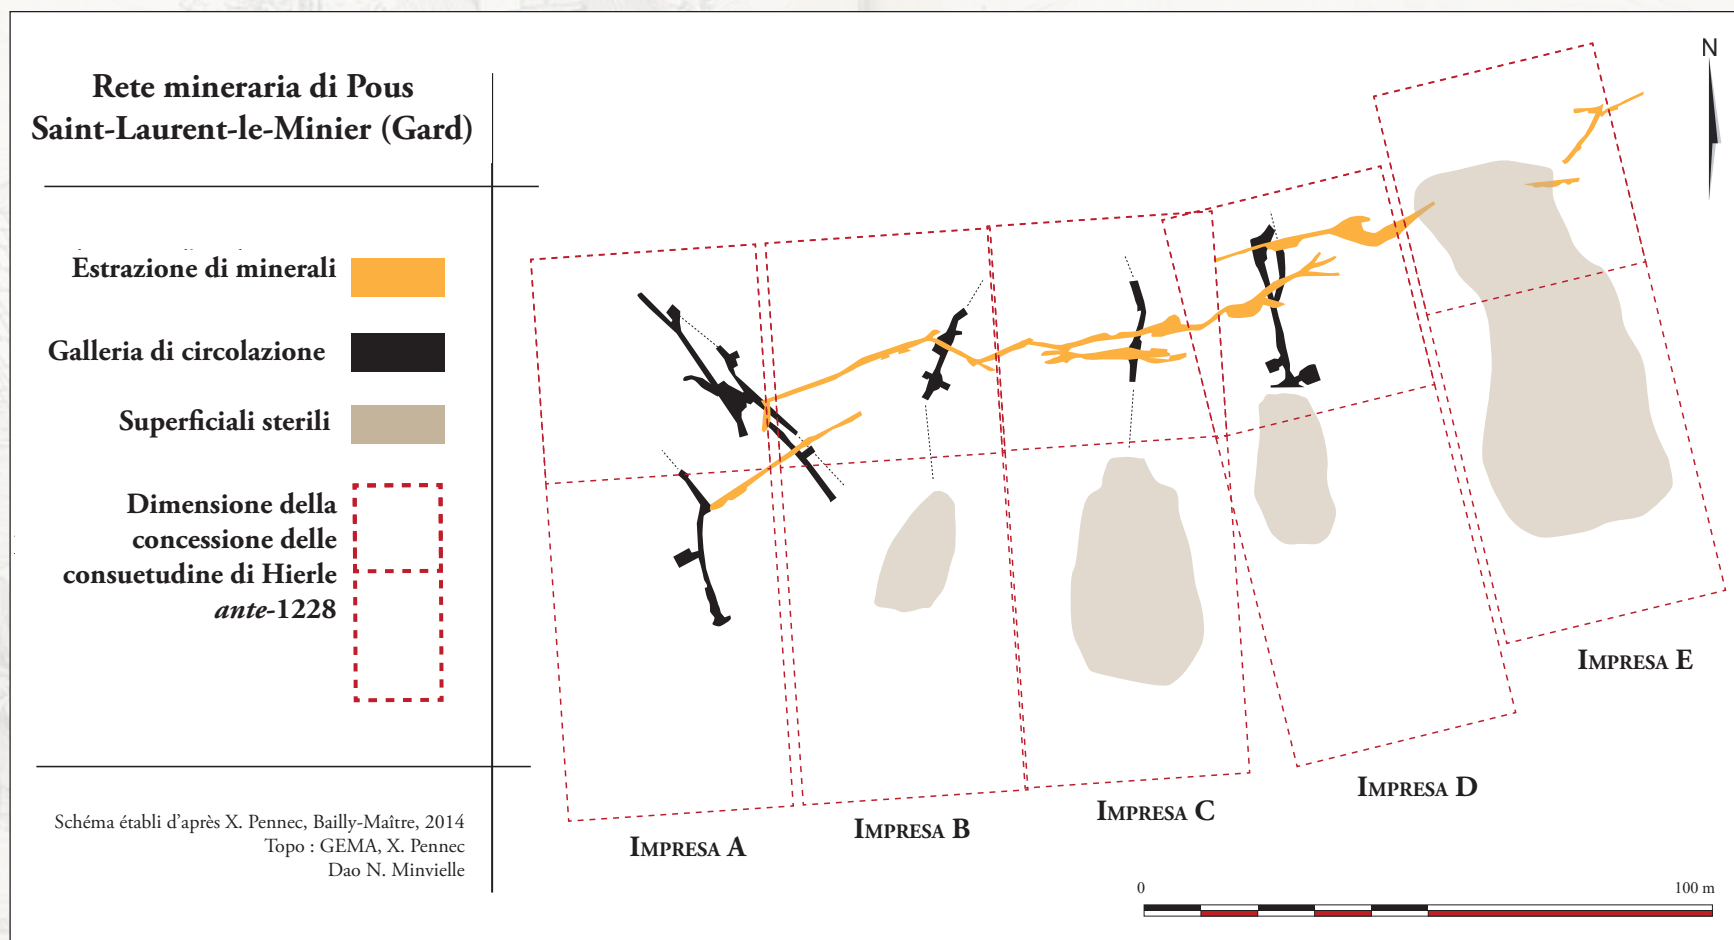 Rete mineraria di Pous
Saint-Laurent-le-Minier (Gard)
Estrazione di minerali
Galleria di circolazione
Superficiali sterili
Dimensione della
concessione delle
consuetudine di Hierle
ante-1228
Schéma établi d'après X. Pennec, Bailly-Maître, 2014
Topo : GEMA, X. Pennec
Dao N. Minvielle
N
Impresa A
Impresa B
Impresa C
Impresa D
Impresa E
0
100 m